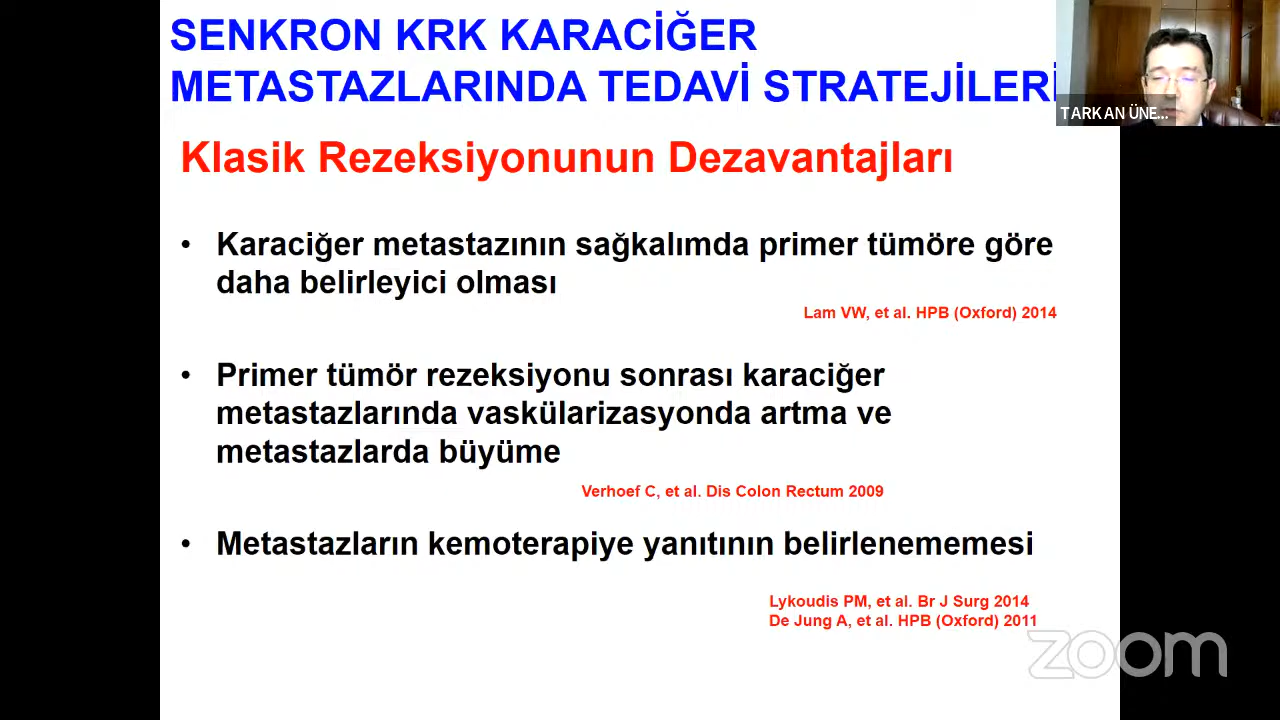 SENKRON KRK KARACİĞER
METASTAZLARINDA TEDAVİ STRATEJİLERİ
TARKAN ÜNE...
Klasik Rezeksiyonunun Dezavantajları
• Karaciğer metastazının sağkalımda primer tümöre göre
daha belirleyici olması
Lam VW, et al. HPB (Oxford) 2014
• Primer tümör rezeksiyonu sonrası karaciğer
metastazlarında vaskülarizasyonda artma ve
metastazlarda büyüme
Verhoef C, et al. Dis Colon Rectum 2009
• Metastazların kemoterapiye yanıtının belirlenememesi
Lykoudis PM, et al. Br J Surg 2014
De Jung A, et al. HPB (Oxford) 2011
zoom